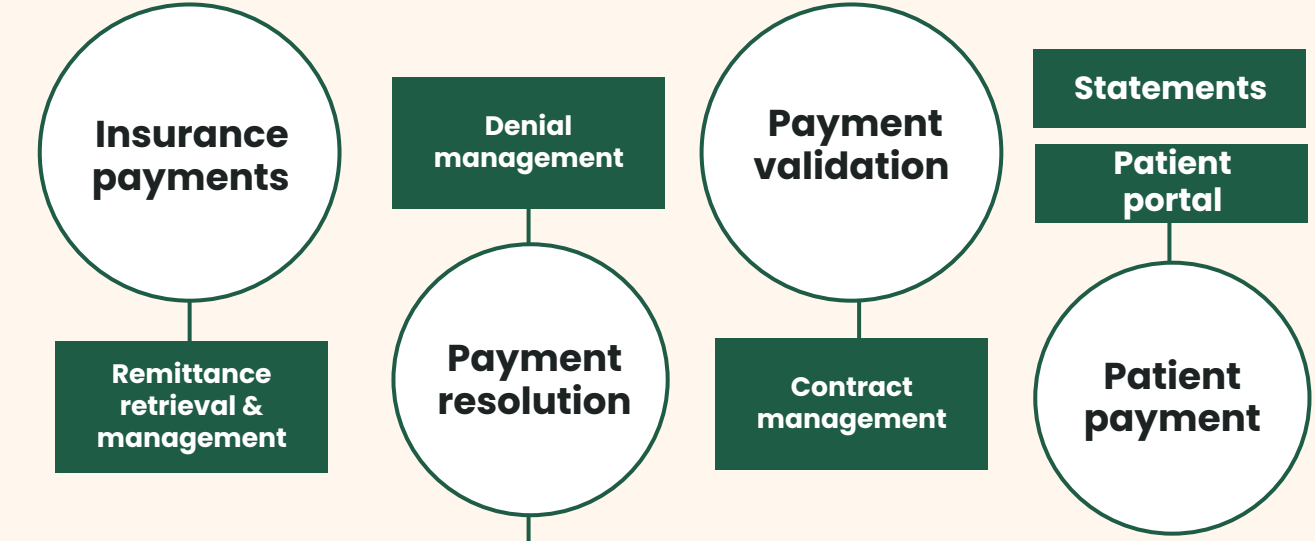 Insurance
payments
Remittance
retrieval &
management
Denial
management
Payment
resolution
Payment
validation
Contract
management
Statements
Patient
portal
Patient
payment